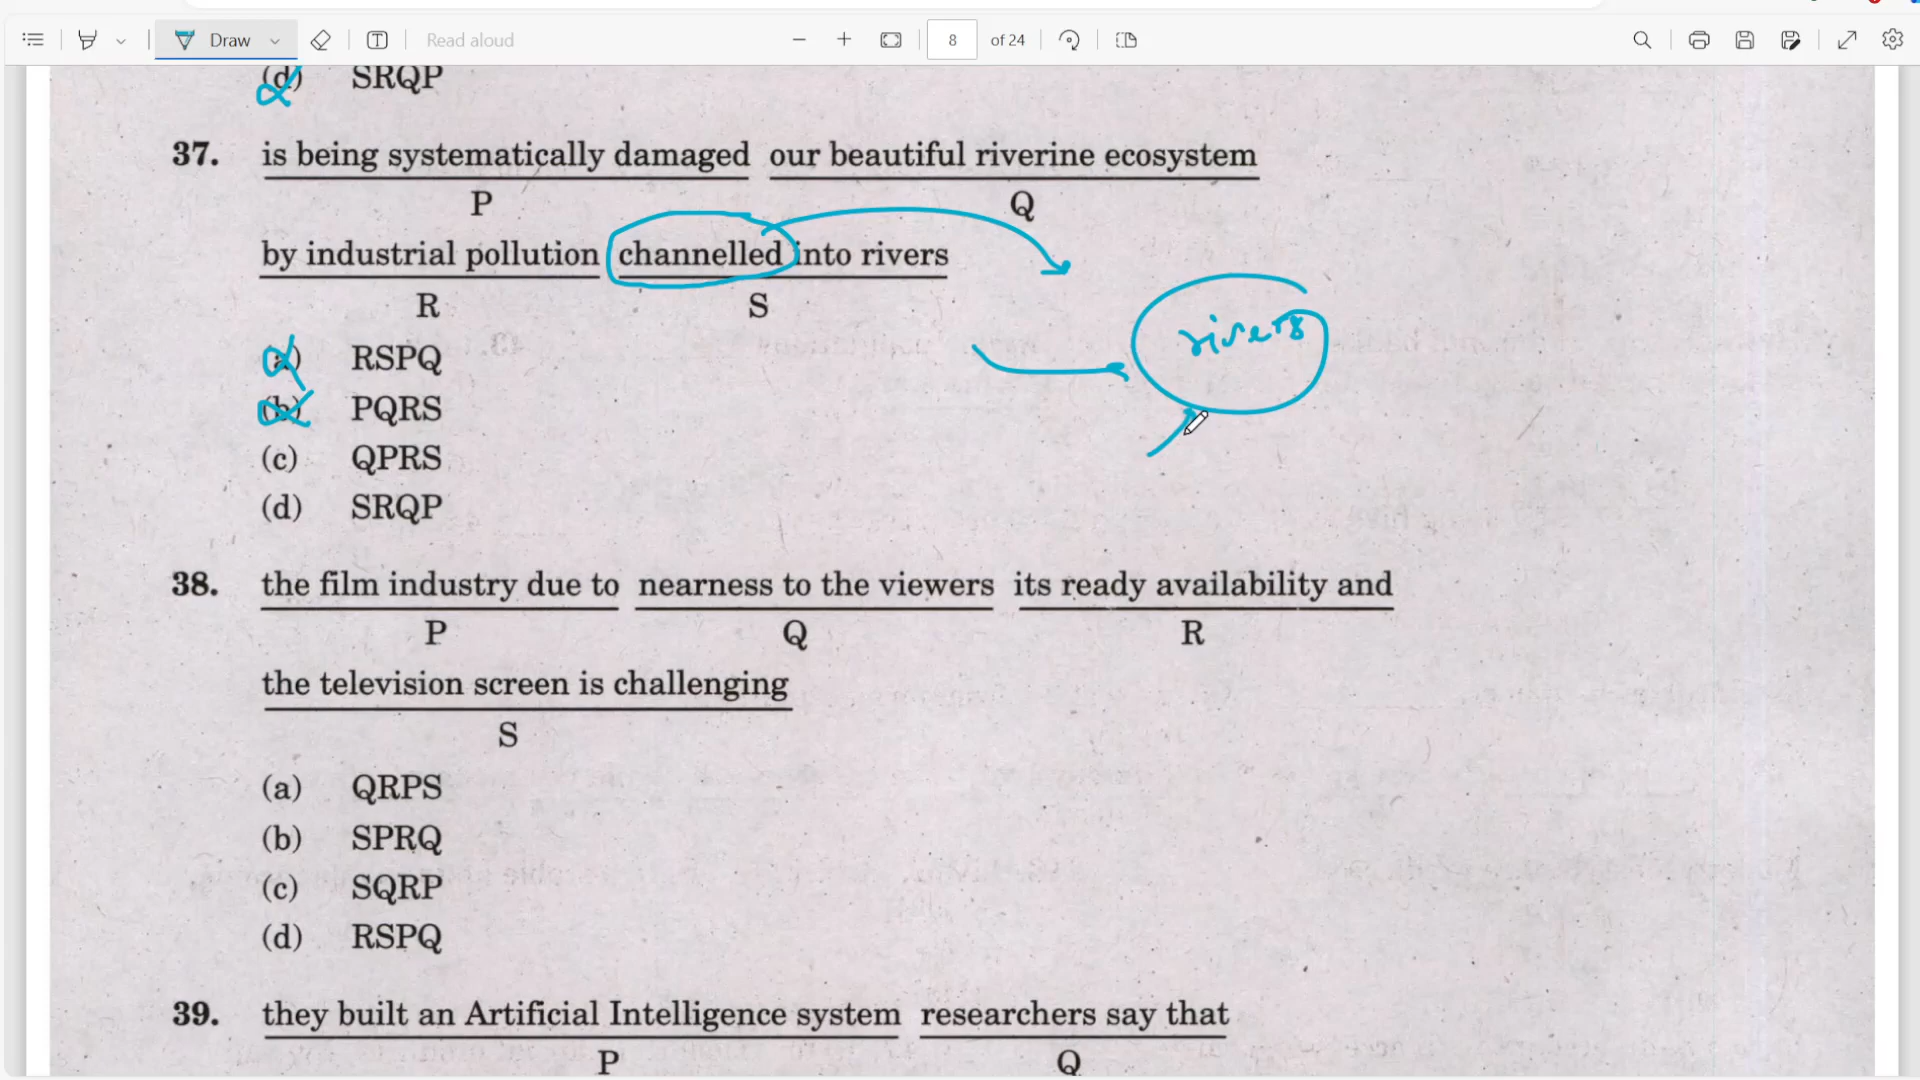 Draw
Read aloud
8 of 24
(d) SRQP
37. is being systematically damaged our beautiful riverine ecosystem
P Q
by industrial pollution channelled into rivers
R S
rivers
(a) RSPQ
(b) PQRS
(c) QPRS
(d) SRQP
38. the film industry due to nearness to the viewers its ready availability and
P Q R
the television screen is challenging
S
(a) QRPS
(b) SPRQ
(c) SQRP
(d) RSPQ
39. they built an Artificial Intelligence system researchers say that
P Q